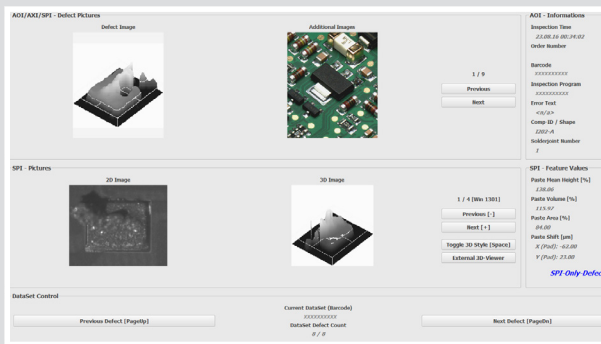 AOI/AXI/SPI - Defect Pictures
Defect Image
Additional Images
1 / 9
Previous
Next
AOI - Informations
Inspection Time
23.08.16 00:34:02
Order Number
Barcode
XXXXXXXXXX
Inspection Program
XXXXXXXXXX
Error Text
<n/a>
Comp ID / Shape
J202-A
Solderjoint Number
1
SPI - Pictures
2D Image
3D Image
1 / 4 [Win 1301]
Previous [-]
Next [+]
Toggle 3D Style [Space]
External 3D-Viewer
SPI - Feature Values
Paste Mean Height [%]
138.06
Paste Volume [%]
115.92
Paste Area [%]
84.00
Paste Shift [µm]
X (Pad): -62.00
Y (Pad): 23.00
SPI-Only-Defec
DataSet Control
Previous Defect [PageUp]
Current DataSet (Barcode)
XXXXXXXXXX
DataSet Defect Count
8 / 8
Next Defect [PageDn]